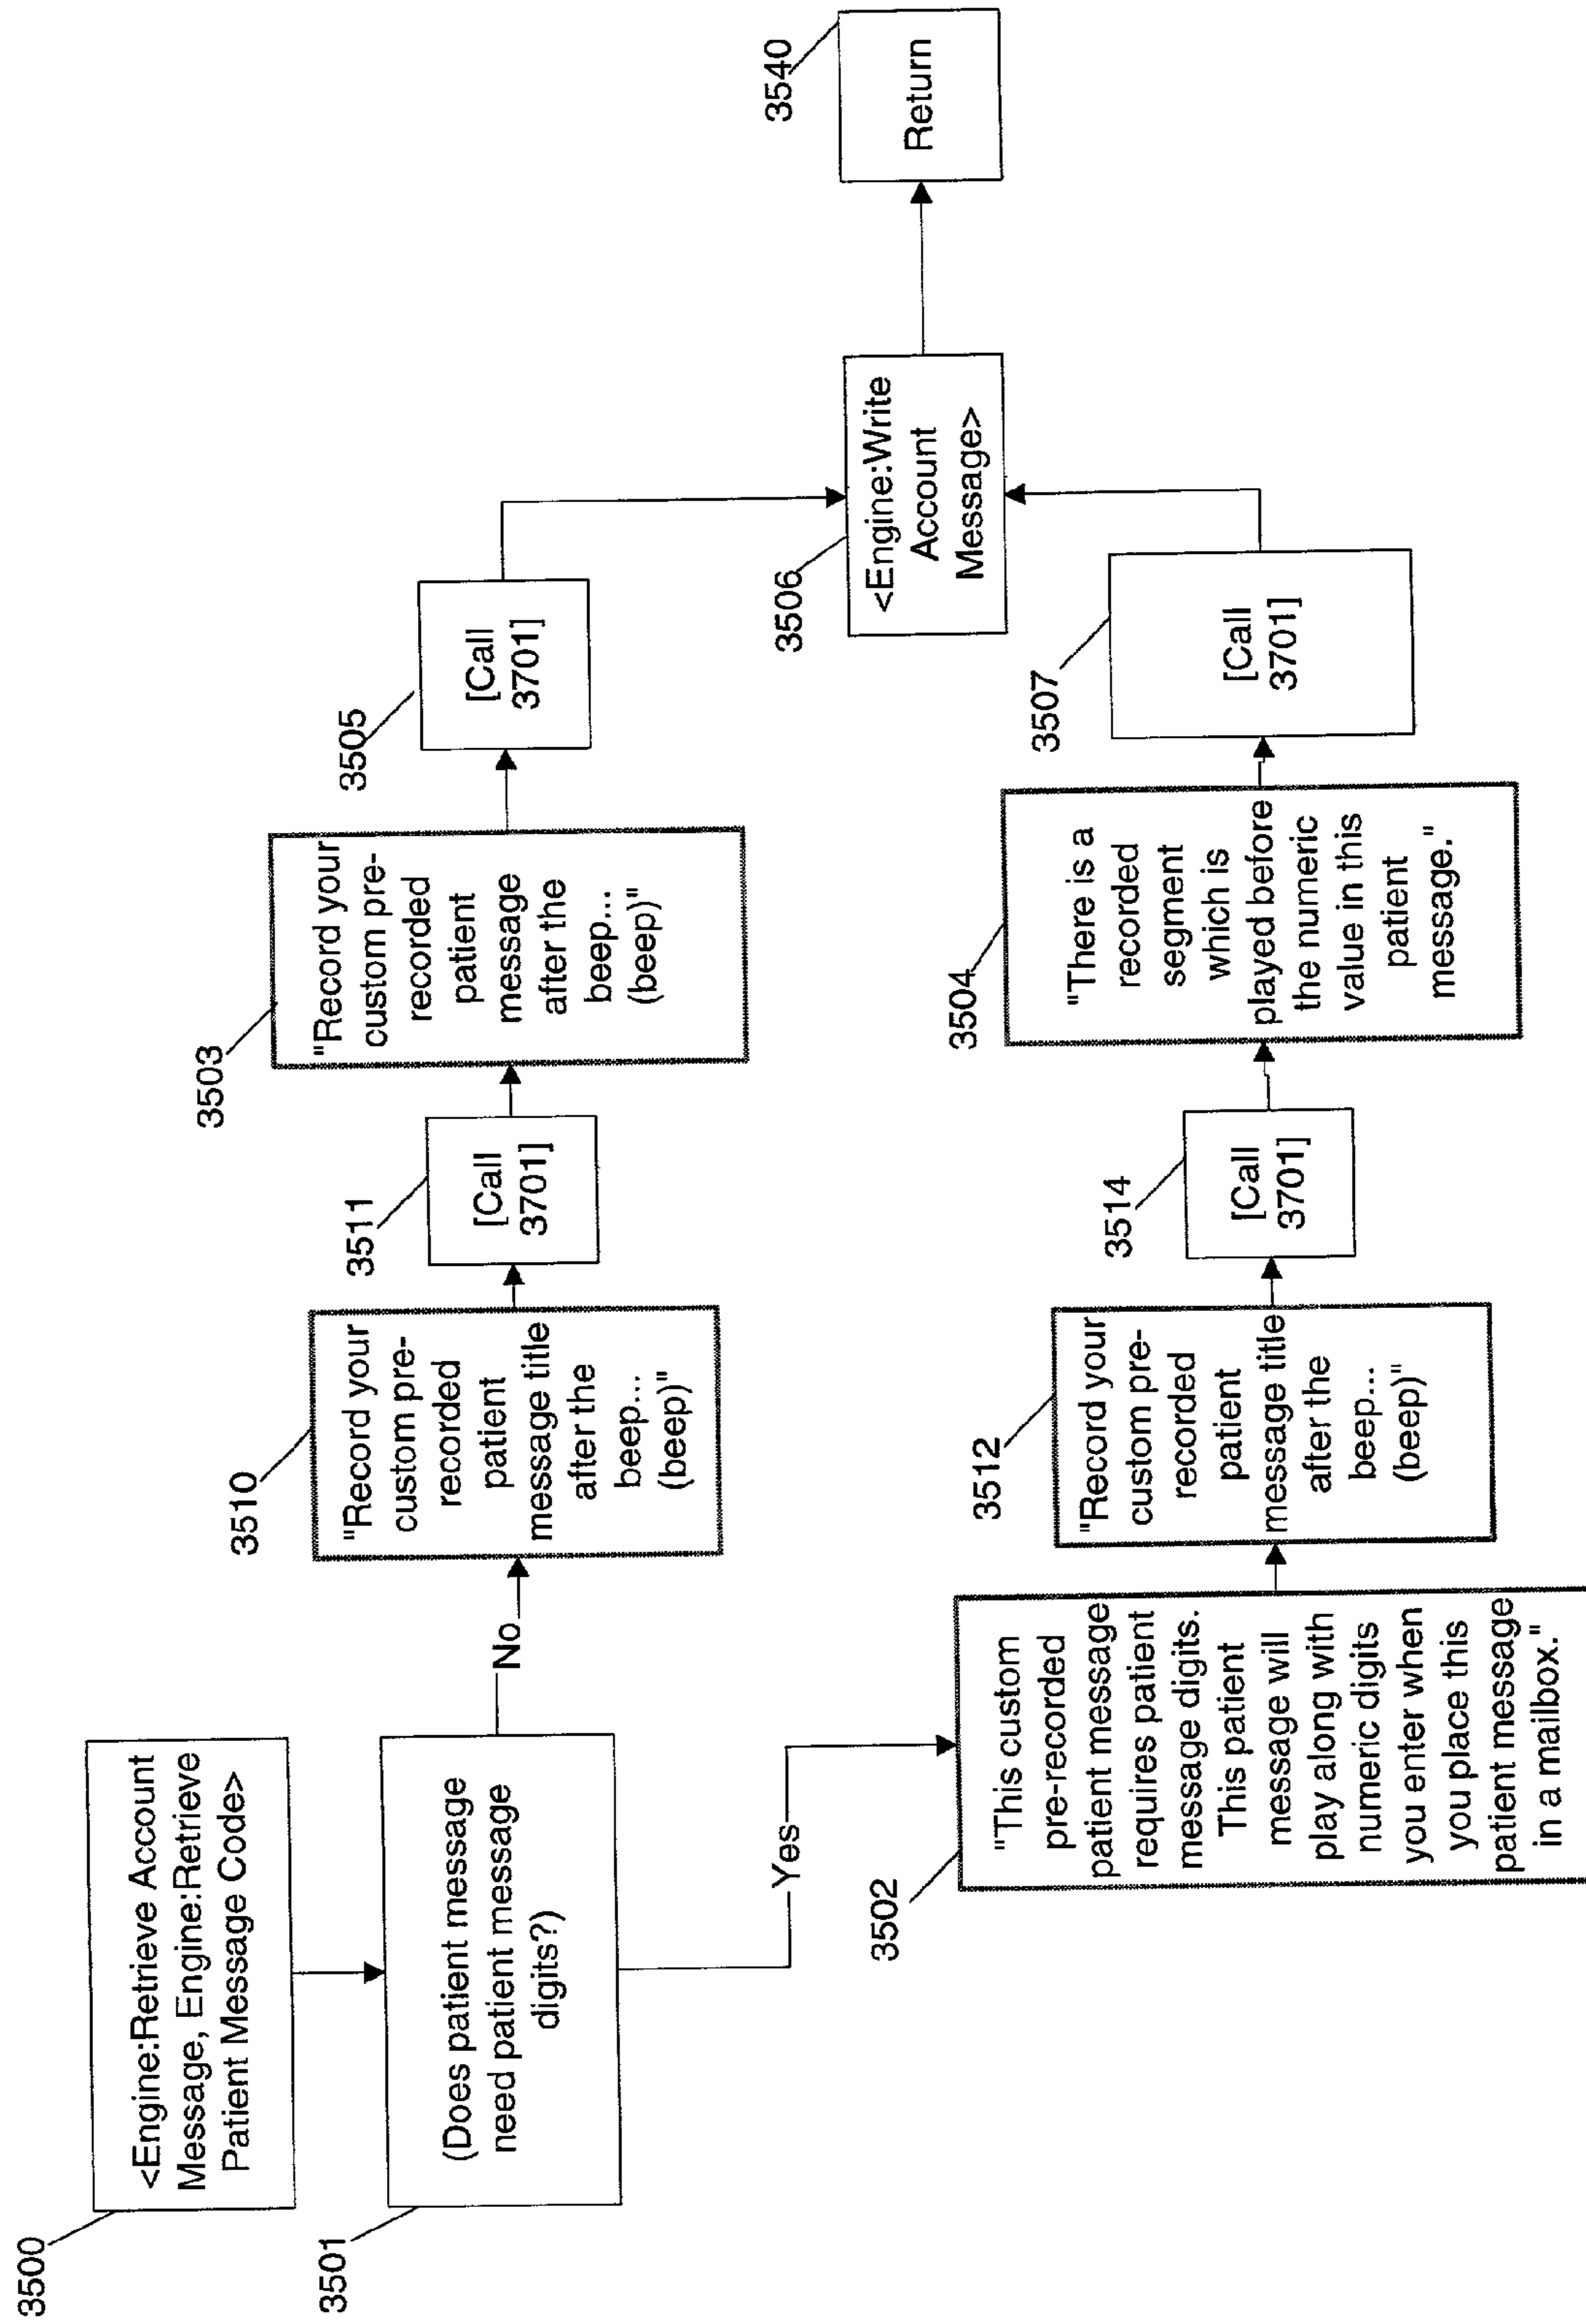 3500
<Engine:Retrieve Account
Message, Engine:Retrieve
Patient Message Code>
3501
(Does patient message
need patient message
digits?)
No
3510
"Record your
custom pre-
recorded
patient
message title
after the
beep...
(beep)"
3511
[Call
3701]
3503
"Record your
custom pre-
recorded
patient
message
after the
beep...
(beep)"
3505
[Call
3701]
Yes
3502
"This custom
pre-recorded
patient message
requires patient
message digits.
This patient
message will
play along with
numeric digits
you enter when
you place this
patient message
in a mailbox."
3512
"Record your
custom pre-
recorded
patient
message title
after the
beep...
(beep)"
3514
[Call
3701]
3504
"There is a
recorded
segment
which is
played before
the numeric
value in this
patient
message."
3507
[Call
3701]
3506
<Engine:Write
Account
Message>
3540
Return